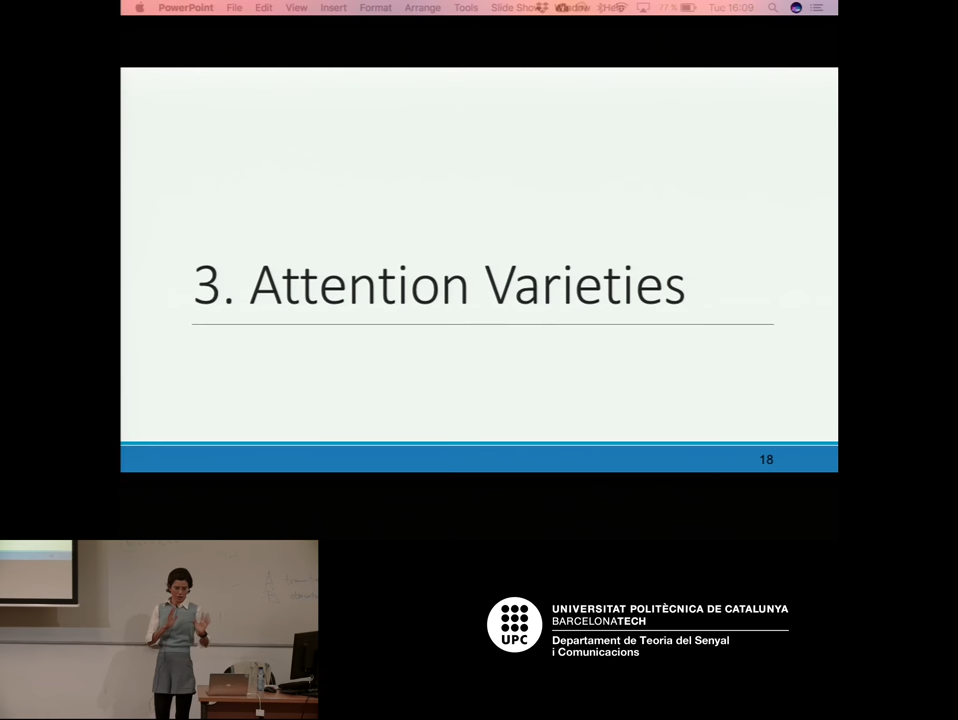 PowerPoint File Edit View Insert Format Arrange Tools Slide Show Window Help 77% Tue 16:09
3. Attention Varieties
18
UPC
UNIVERSITAT POLITÈCNICA DE CATALUNYA
BARCELONATECH
Departament de Teoria del Senyal
i Comunicacions